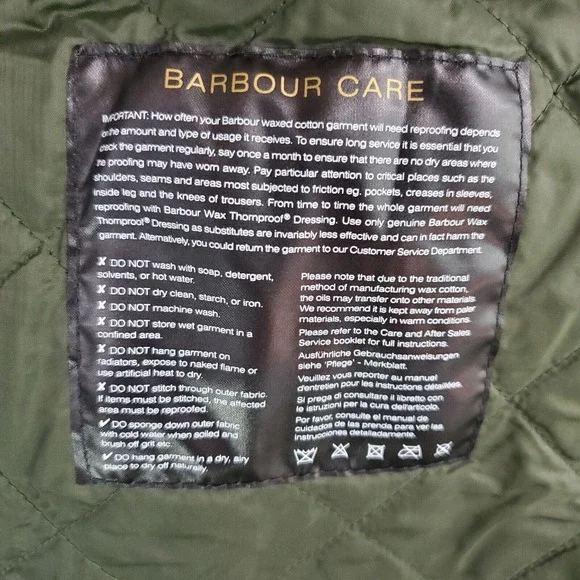 BARBOUR CARE
IMPORTANT: How often your Barbour waxed cotton garment will need reproofing depends
on the amount and type of usage it receives. To ensure long service it is essential that you
check the garment regularly, say once a month to ensure that there are no dry areas where
the proofing may have worn away. Pay particular attention to critical places such as the
shoulders, seams and areas most subjected to friction eg. pockets, creases in sleeves,
inside leg and the knees of trousers. From time to time the whole garment will need
reproofing with Barbour Wax Thornproof® Dressing. Use only genuine Barbour Wax
Thornproof® Dressing as substitutes are invariably less effective and can in fact harm the
garment. Alternatively, you could return the garment to our Customer Service Department.
✘ DO NOT wash with soap, detergent,
solvents, or hot water.
✘ DO NOT dry clean, starch, or iron.
✘ DO NOT machine wash.
✘ DO NOT store wet garment in a
confined area.
✘ DO NOT hang garment on
radiators, expose to naked flame or
use artificial heat to dry.
✘ DO NOT stitch through outer fabric.
If items must be stitched, the affected
area must be reproofed.
✔ DO sponge down outer fabric
with cold water when soiled and
brush off grit etc.
✔ DO hang garment in a dry, airy
place to dry off naturally.
Please note that due to the traditional
method of manufacturing wax cotton,
the oils may transfer onto other materials.
We recommend it is kept away from paler
materials, especially in warm conditions.
Please refer to the Care and After Sales
Service booklet for full instructions.
Ausführliche Gebrauchsanweisungen
siehe 'Pflege' - Merkblatt.
Veuillez vous reporter au manuel
d'entretien pour les instructions détaillées.
Si prega di consultare il libretto con
le istruzioni per la cura dell'articolo.
Por favor, consulte el manual de
cuidados de las prenda para ver las
instrucciones detalladamente.